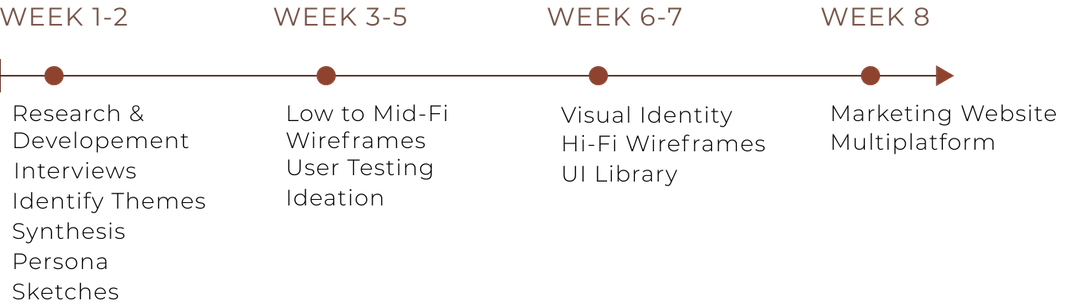 WEEK 1-2
Research &
Developement
Interviews
Identify Themes
Synthesis
Persona
Sketches
WEEK 3-5
Low to Mid-Fi
Wireframes
User Testing
Ideation
WEEK 6-7
Visual Identity
Hi-Fi Wireframes
UI Library
WEEK 8
Marketing Website
Multiplatform